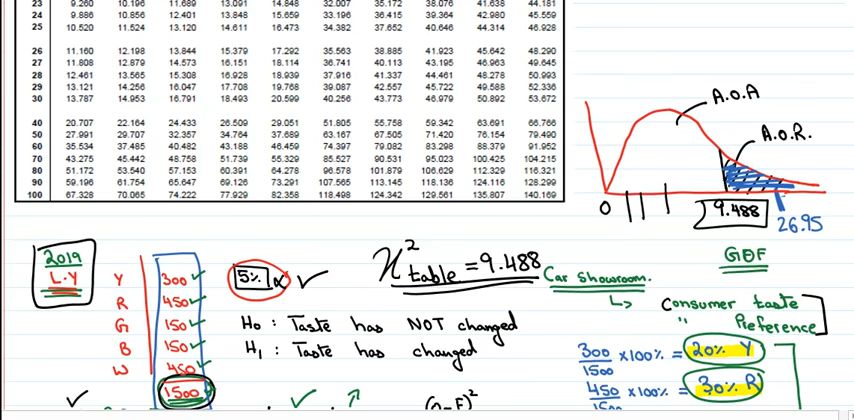 23 9.260 10.196 11.689 13.091 14.848 32.007 35.172 38.076 41.638 44.181
24 9.886 10.856 12.401 13.848 15.659 33.196 36.415 39.364 42.980 45.559
25 10.520 11.524 13.120 14.611 16.473 34.382 37.652 40.646 44.314 46.928
26 11.160 12.198 13.844 15.379 17.292 35.563 38.885 41.923 45.642 48.290
27 11.808 12.879 14.573 16.151 18.114 36.741 40.113 43.195 46.963 49.645
28 12.461 13.565 15.308 16.928 18.939 37.916 41.337 44.461 48.278 50.993
29 13.121 14.256 16.047 17.708 19.768 39.087 42.557 45.722 49.588 52.336
30 13.787 14.953 16.791 18.493 20.599 40.256 43.773 46.979 50.892 53.672
40 20.707 22.164 24.433 26.509 29.051 51.805 55.758 59.342 63.691 66.766
50 27.991 29.707 32.357 34.764 37.689 63.167 67.505 71.420 76.154 79.490
60 35.534 37.485 40.482 43.188 46.459 74.397 79.082 83.298 88.379 91.952
70 43.275 45.442 48.758 51.739 55.329 85.527 90.531 95.023 100.425 104.215
80 51.172 53.540 57.153 60.391 64.278 96.578 101.879 106.629 112.329 116.321
90 59.196 61.754 65.647 69.126 73.291 107.565 113.145 118.136 124.116 128.299
100 67.328 70.065 74.222 77.929 82.358 118.498 124.342 129.561 135.807 140.169
A.O.A
A.O.R.
0 9.488
26.95
2019
L.Y
Y 300 ✓
R 450 ✓
G 150 ✓
B 150 ✓
W 450 ✓
1500
5% α ✓
χ² table = 9.488
H₀ : Taste has NOT changed
H₁ : Taste has changed
GOF
Car Showroom.
↳ Consumer taste
" Preference
300/1500 ×100% = 20% Y
450/1500 ×100% = 30% R